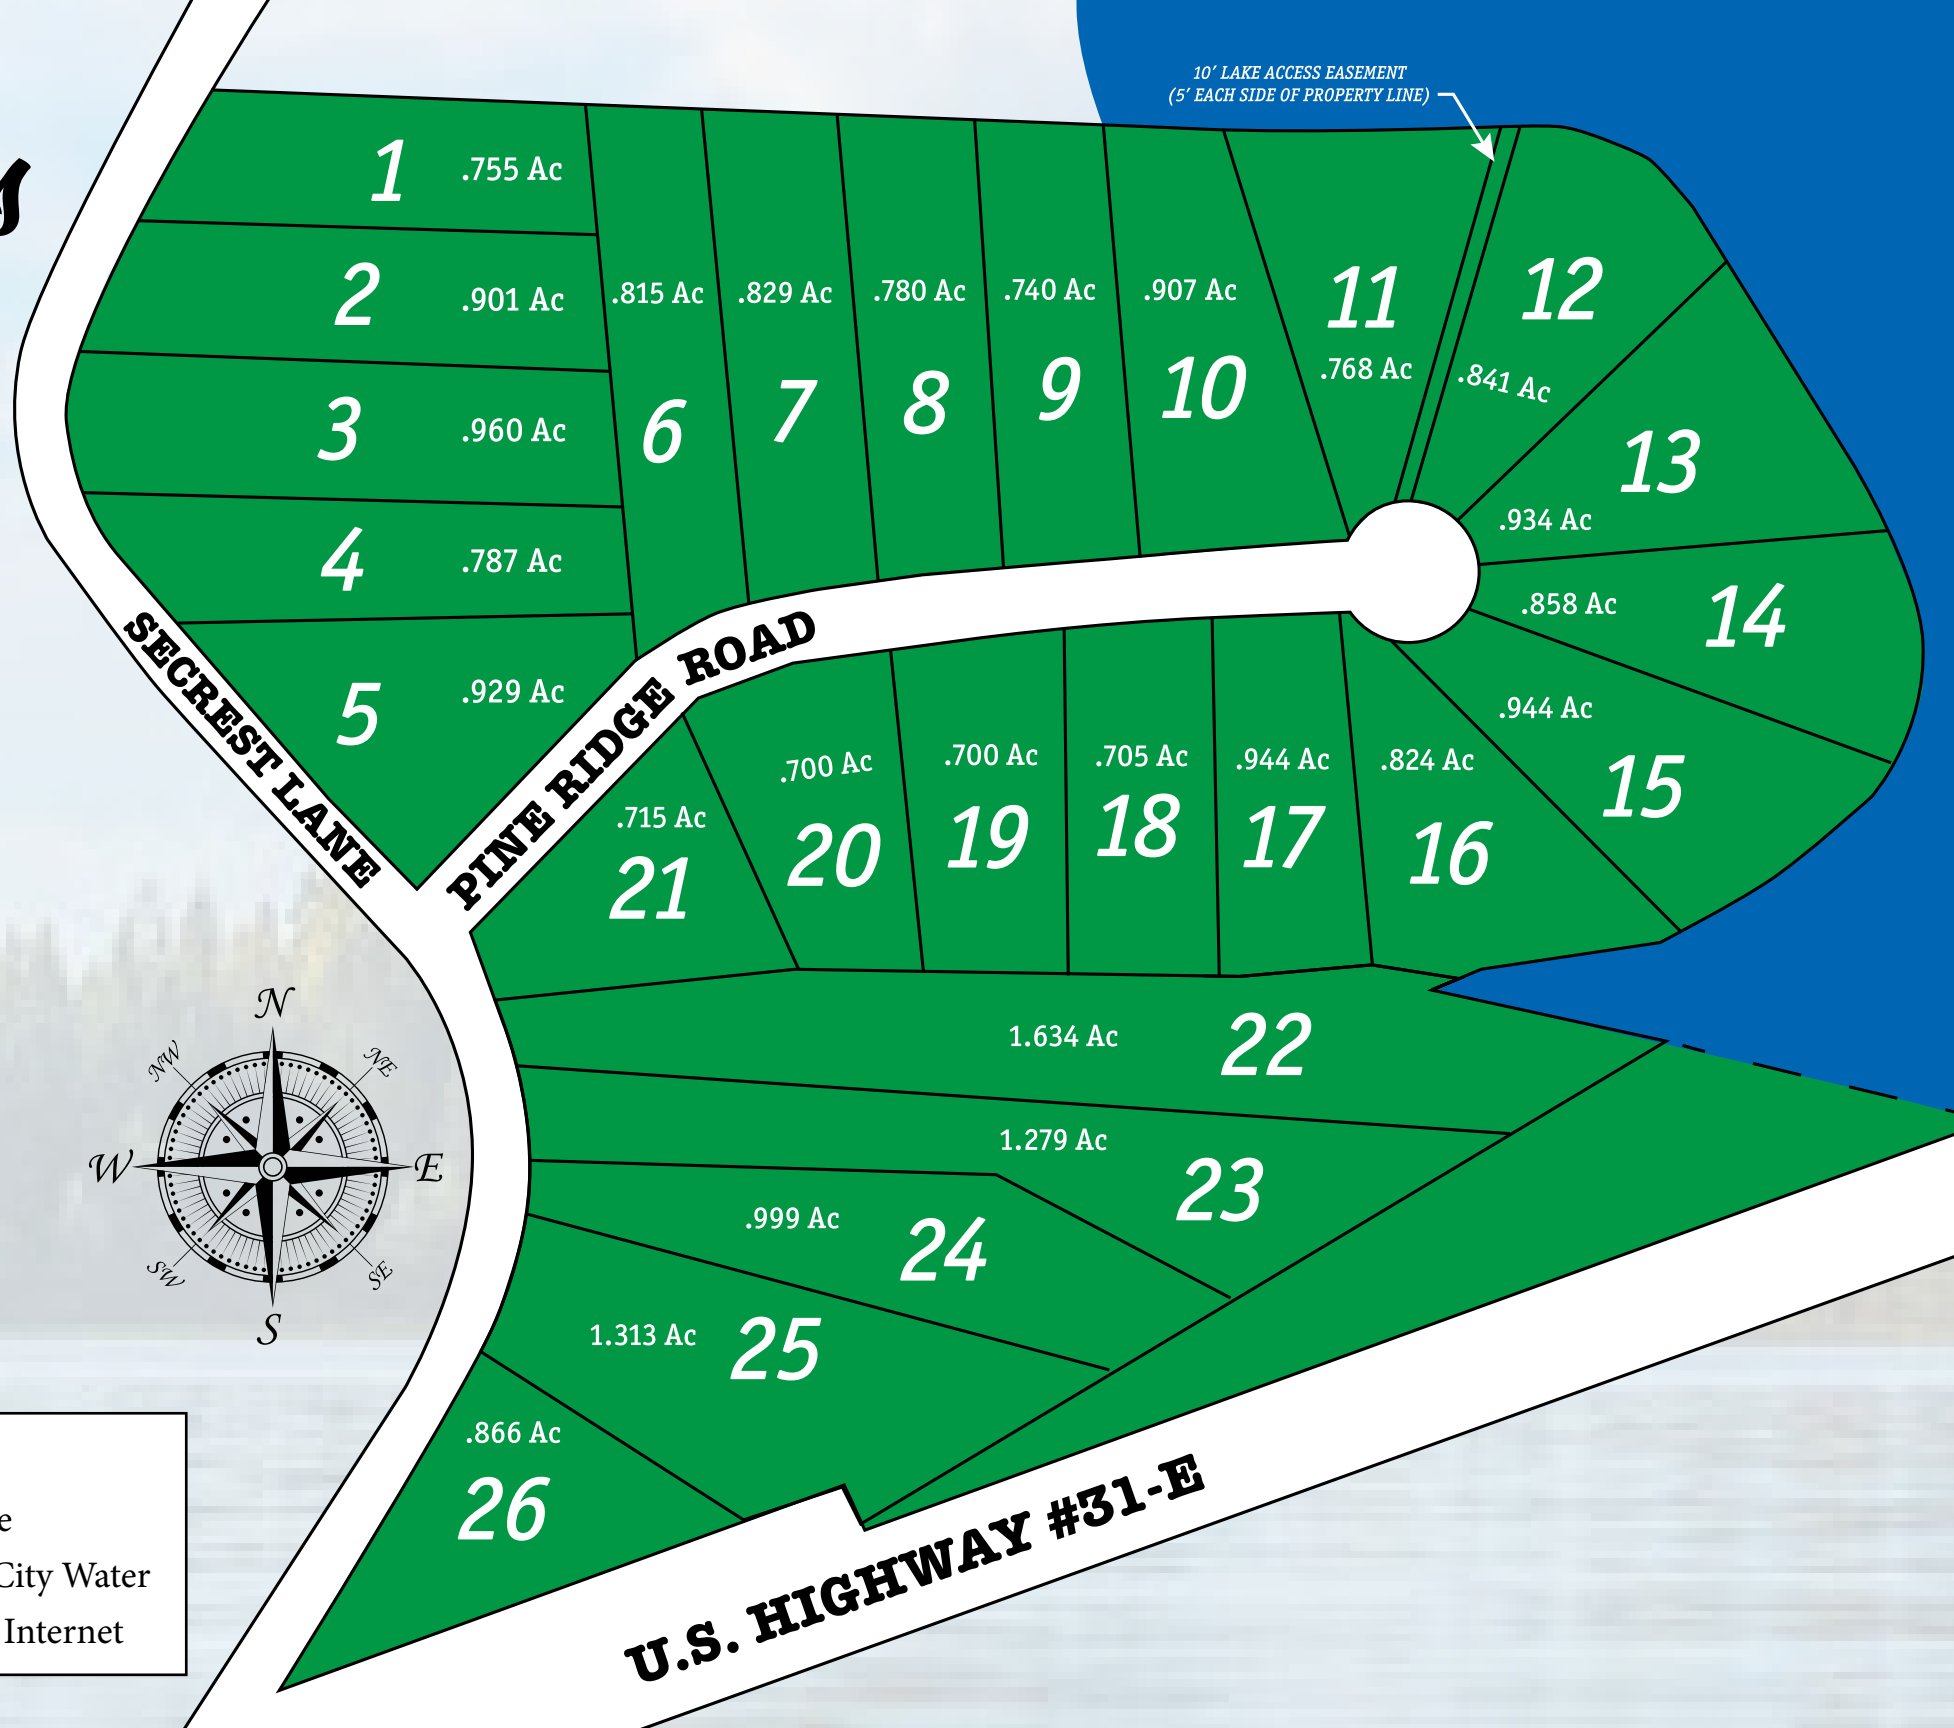 10' LAKE ACCESS EASEMENT
(5' EACH SIDE OF PROPERTY LINE)
1 .755 Ac
2 .901 Ac
3 .960 Ac
4 .787 Ac
5 .929 Ac
.815 Ac
6
.829 Ac
7
.780 Ac
8
.740 Ac
9
.907 Ac
10
11
.768 Ac
12
.841 Ac
13
.934 Ac
.858 Ac 14
.944 Ac
15
.824 Ac
16
.944 Ac
17
.705 Ac
18
.700 Ac
19
.700 Ac
20
.715 Ac
21
SECREST LANE
PINE RIDGE ROAD
1.634 Ac 22
1.279 Ac
23
.999 Ac 24
1.313 Ac 25
.866 Ac
26
U.S. HIGHWAY #31-E
N
NE
E
SE
S
SW
W
NW
City Water
Internet